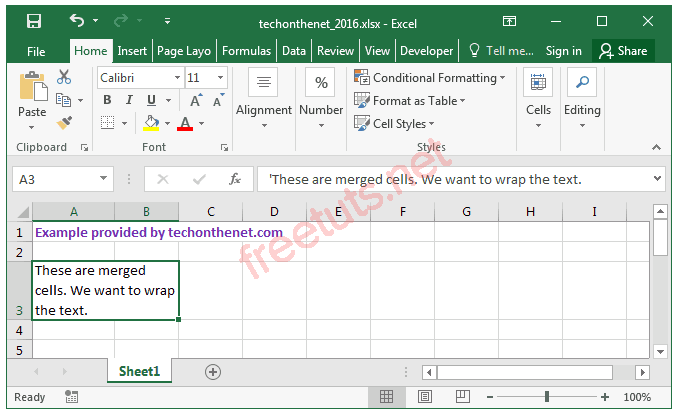 techonthenet_2016.xlsx - Excel
File Home Insert Page Layo Formulas Data Review View Developer Tell me... Sign in Share
Calibri 11
Paste
B I U A A
A
Alignment
%
Number
Conditional Formatting
Format as Table
Cell Styles
Cells
Editing
Clipboard Font Styles
A3 fx 'These are merged cells. We want to wrap the text.
A B C D E F G H I
1 Example provided by techonthenet.com
2
3 These are merged
cells. We want to wrap
the text.
4
5
freetuts.net
Sheet1
Ready 100%